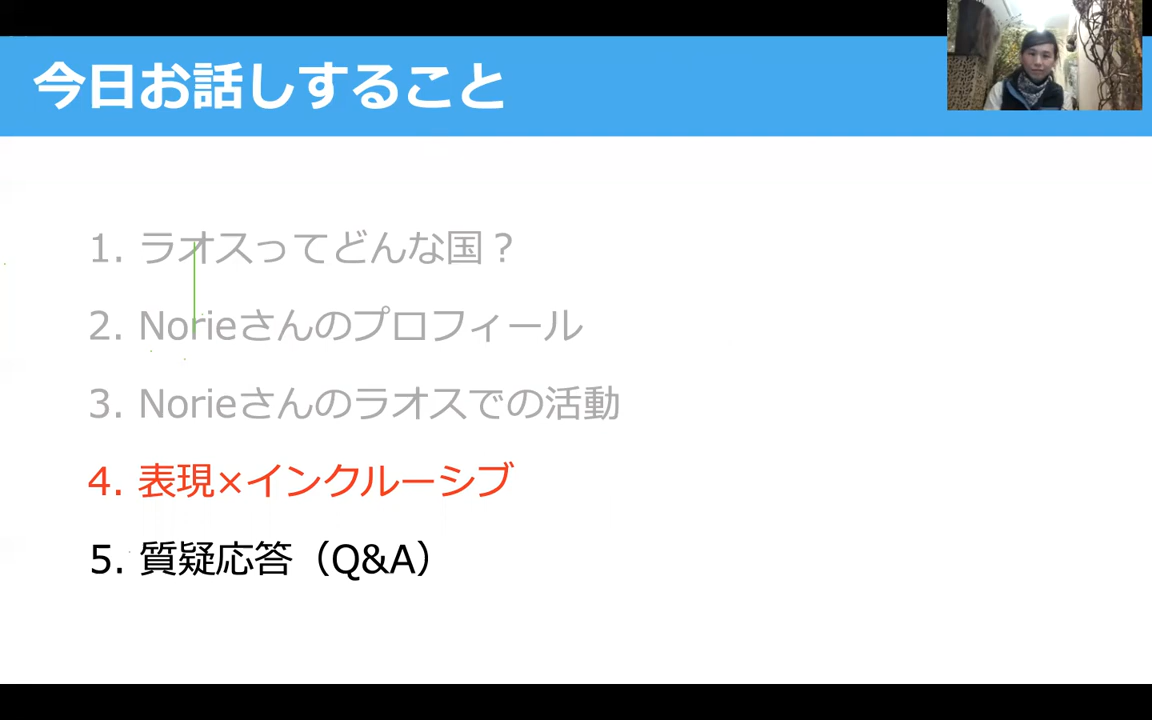 今日お話しすること
1. ラオスってどんな国？
2. Norieさんのプロフィール
3. Norieさんのラオスでの活動
4. 表現×インクルーシブ
5. 質疑応答（Q&A）